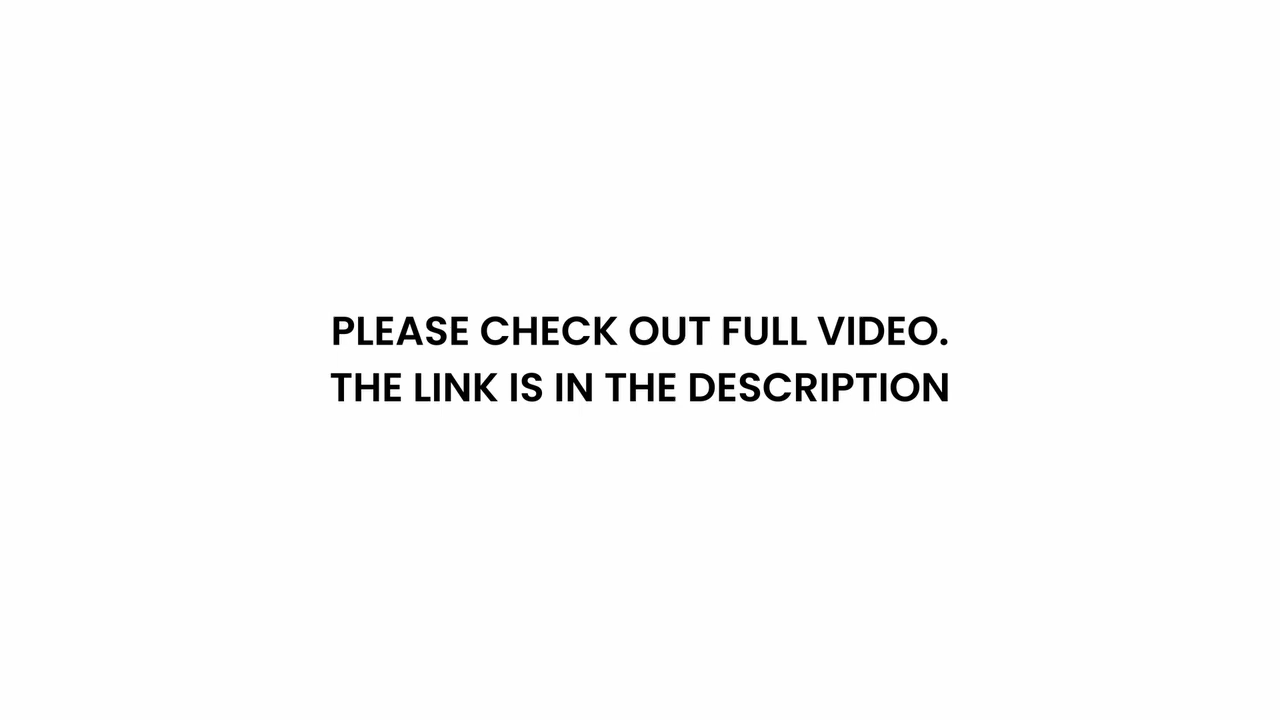 PLEASE CHECK OUT FULL VIDEO.
THE LINK IS IN THE DESCRIPTION